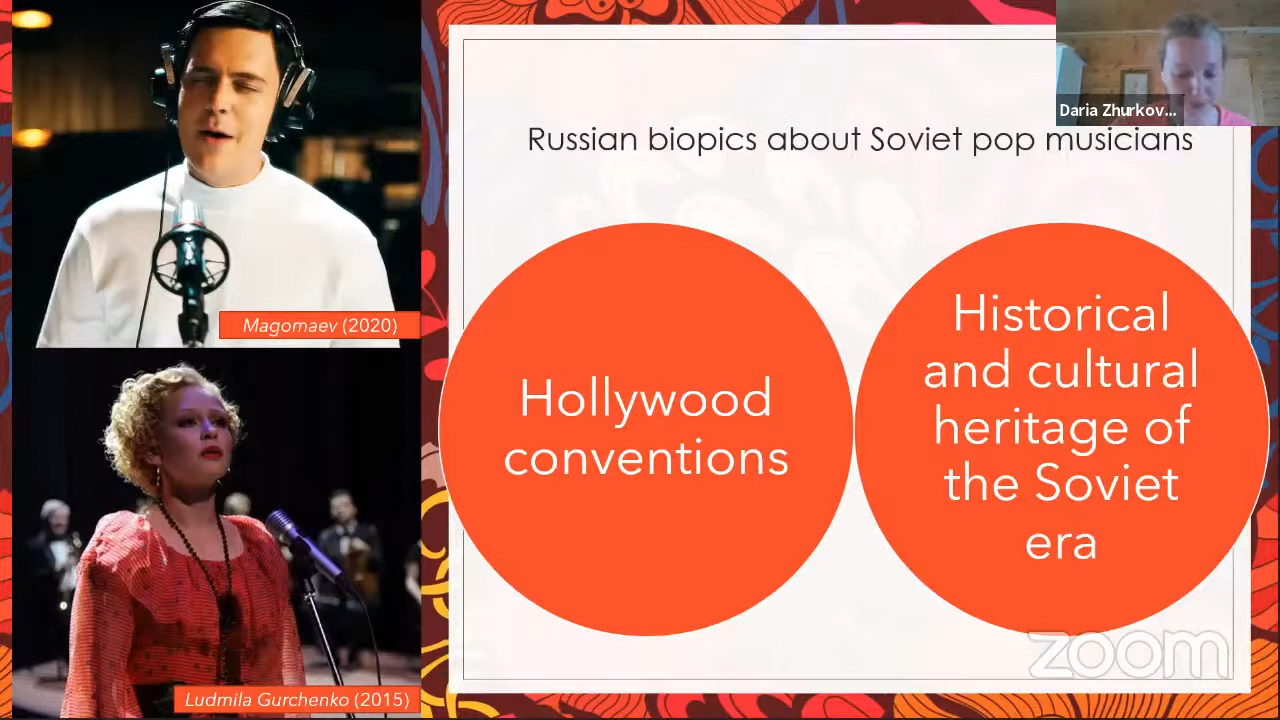 Daria Zhurkov...
Russian biopics about Soviet pop musicians
Magomaev (2020)
Hollywood
conventions
Historical
and cultural
heritage of
the Soviet
era
Ludmila Gurchenko (2015)
zoom